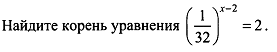 Найдите корень уравнения (1/32)^(x−2) = 2.